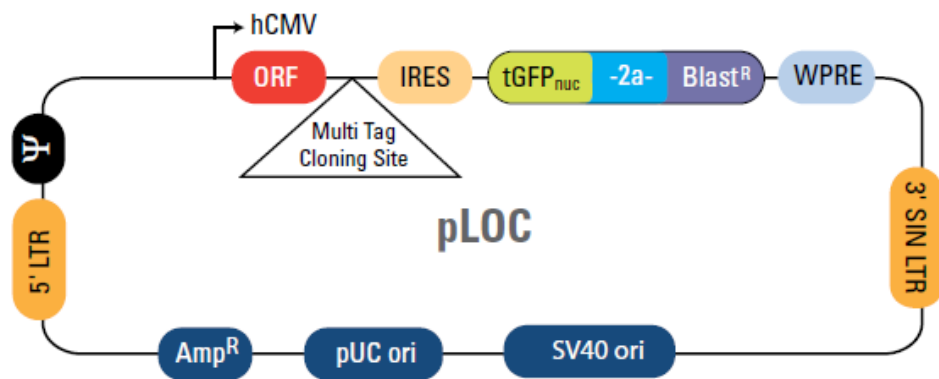 hCMV
ORF
IRES
tGFPnuc
-2a-
Blastᴿ
WPRE
Multi Tag
Cloning Site
Ψ
5' LTR
pLOC
3' SIN LTR
Ampᴿ
pUC ori
SV40 ori